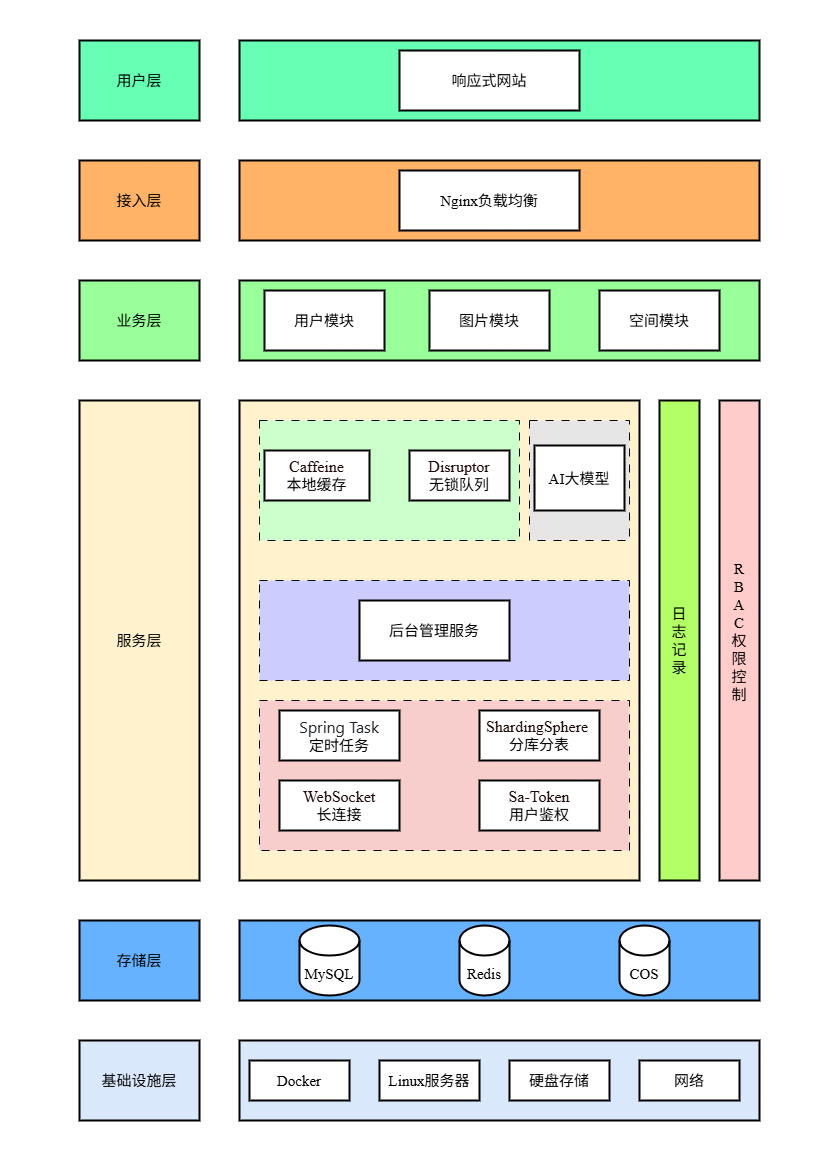 用户层
响应式网站
接入层
Nginx负载均衡
业务层
用户模块
图片模块
空间模块
服务层
Caffeine
本地缓存
Disruptor
无锁队列
AI大模型
后台管理服务
Spring Task
定时任务
ShardingSphere
分库分表
WebSocket
长连接
Sa-Token
用户鉴权
日
志
记
录
R
B
A
C
权
限
控
制
存储层
MySQL
Redis
COS
基础设施层
Docker
Linux服务器
硬盘存储
网络